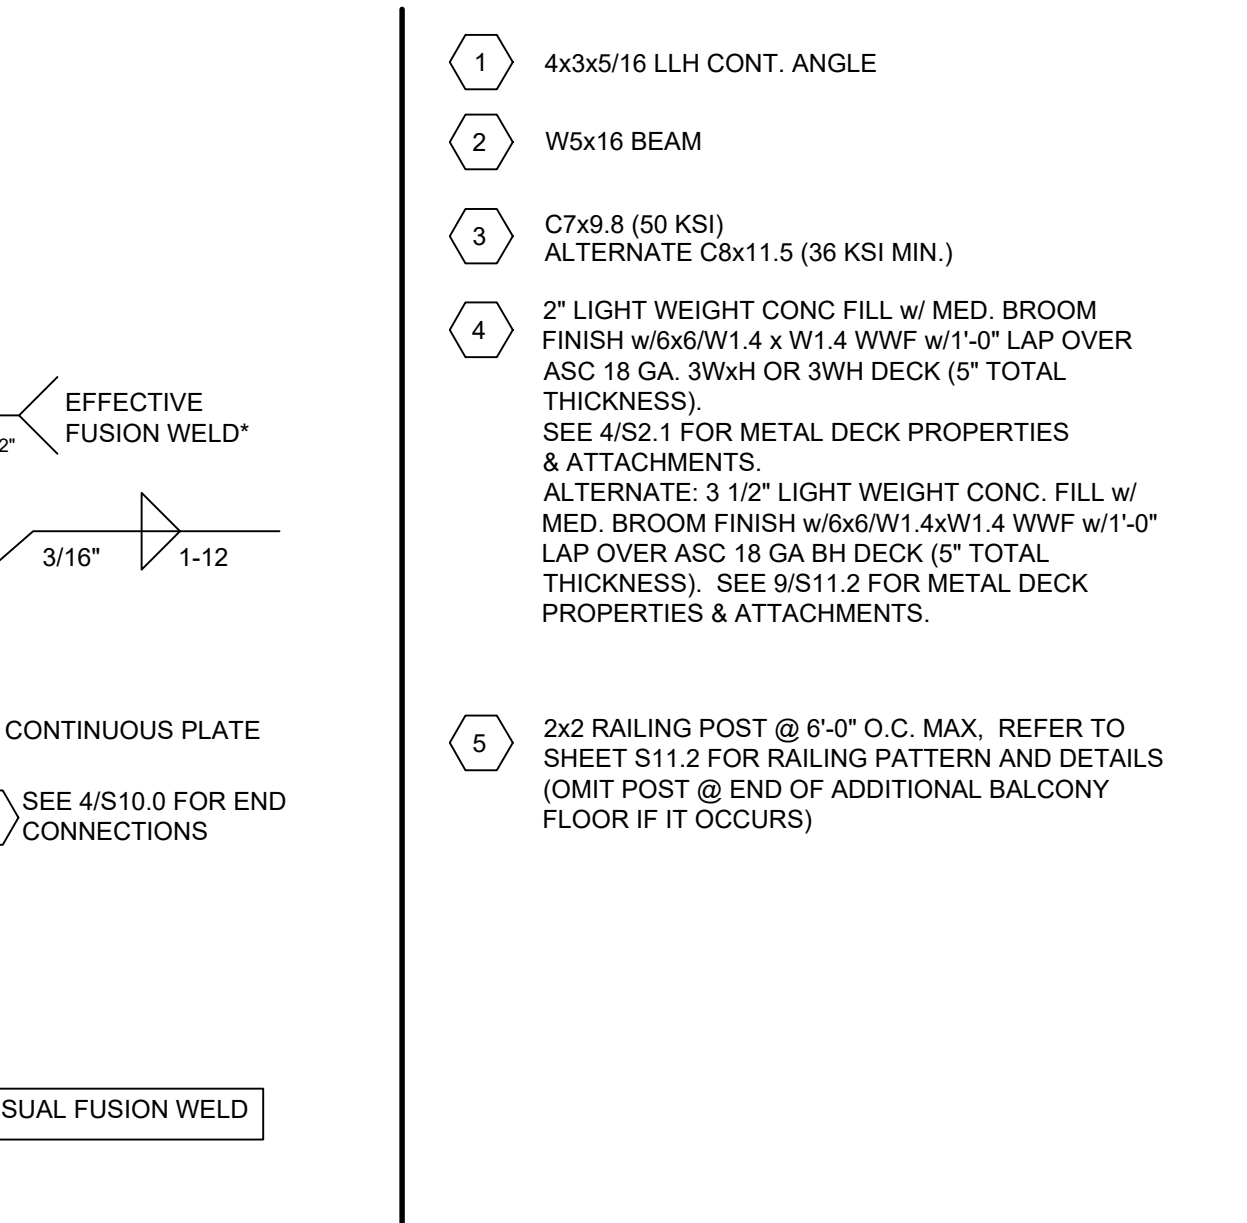 EFFECTIVE
FUSION WELD*
2"
3/16"
1-12
CONTINUOUS PLATE
SEE 4/S10.0 FOR END
CONNECTIONS
SUAL FUSION WELD
1
4x3x5/16 LLH CONT. ANGLE
2
W5x16 BEAM
3
C7x9.8 (50 KSI)
ALTERNATE C8x11.5 (36 KSI MIN.)
4
2" LIGHT WEIGHT CONC FILL w/ MED. BROOM
FINISH w/6x6/W1.4 x W1.4 WWF w/1'-0" LAP OVER
ASC 18 GA. 3WxH OR 3WH DECK (5" TOTAL
THICKNESS).
SEE 4/S2.1 FOR METAL DECK PROPERTIES
& ATTACHMENTS.
ALTERNATE: 3 1/2" LIGHT WEIGHT CONC. FILL w/
MED. BROOM FINISH w/6x6/W1.4xW1.4 WWF w/1'-0"
LAP OVER ASC 18 GA BH DECK (5" TOTAL
THICKNESS).  SEE 9/S11.2 FOR METAL DECK
PROPERTIES & ATTACHMENTS.
5
2x2 RAILING POST @ 6'-0" O.C. MAX,  REFER TO
SHEET S11.2 FOR RAILING PATTERN AND DETAILS
(OMIT POST @ END OF ADDITIONAL BALCONY
FLOOR IF IT OCCURS)